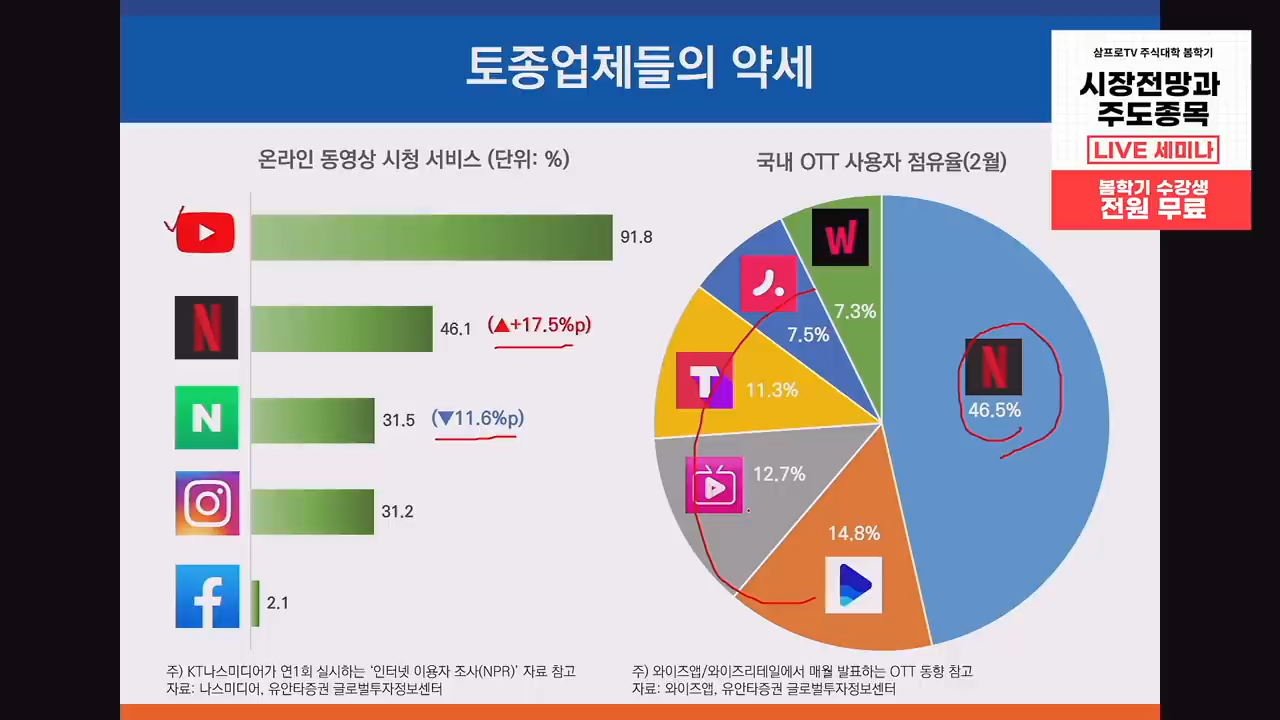 토종업체들의 약세
삼프로TV 주식대학 봄학기
시장전망과
주도종목
LIVE 세미나
봄학기 수강생
전원 무료
온라인 동영상 시청 서비스 (단위: %)
91.8
N
46.1 (▲+17.5%p)
N
31.5 (▼11.6%p)
31.2
f
2.1
주) KT나스미디어가 연1회 실시하는 ‘인터넷 이용자 조사(NPR)’ 자료 참고
자료: 나스미디어, 유안타증권 글로벌투자정보센터
국내 OTT 사용자 점유율(2월)
W
7.3%
7.5%
T
11.3%
N
46.5%
12.7%
14.8%
주) 와이즈앱/와이즈리테일에서 매월 발표하는 OTT 동향 참고
자료: 와이즈앱, 유안타증권 글로벌투자정보센터